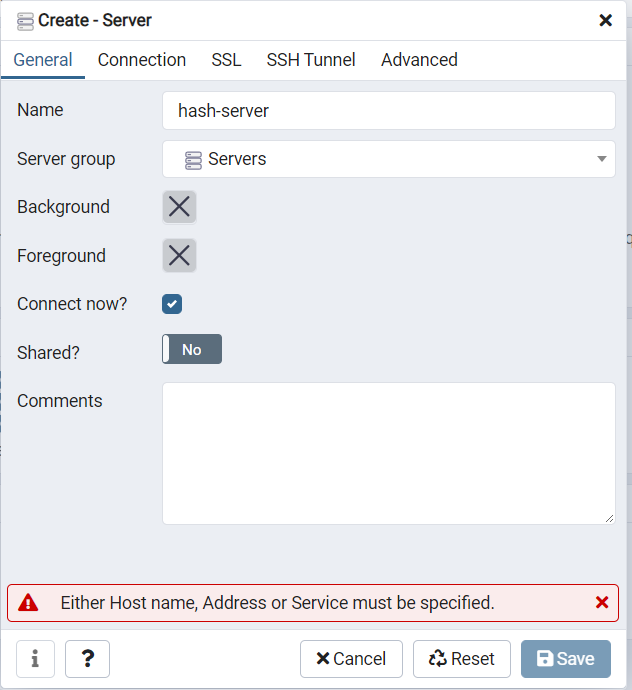 Create - Server
General Connection SSL SSH Tunnel Advanced
Name hash-server
Server group Servers
Background
Foreground
Connect now?
Shared? No
Comments
Either Host name, Address or Service must be specified.
i ? Cancel Reset Save